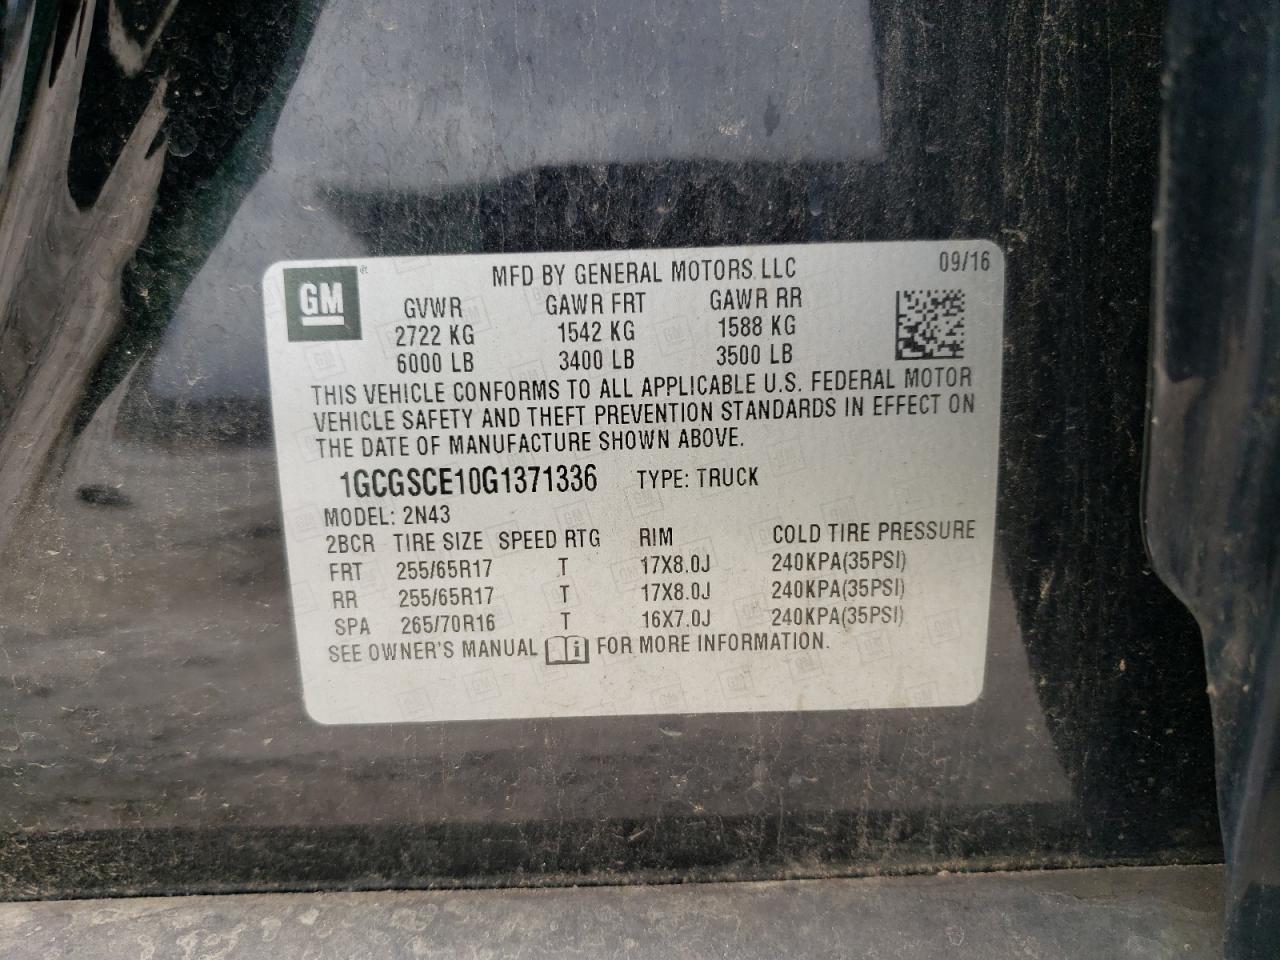 GM ®
MFD BY GENERAL MOTORS LLC 09/16
GVWR GAWR FRT GAWR RR
2722 KG 1542 KG 1588 KG
6000 LB 3400 LB 3500 LB
THIS VEHICLE CONFORMS TO ALL APPLICABLE U.S. FEDERAL MOTOR
VEHICLE SAFETY AND THEFT PREVENTION STANDARDS IN EFFECT ON
THE DATE OF MANUFACTURE SHOWN ABOVE.
1GCGSCE10G1371336 TYPE: TRUCK
MODEL: 2N43
2BCR TIRE SIZE SPEED RTG RIM COLD TIRE PRESSURE
FRT 255/65R17 T 17X8.0J 240KPA(35PSI)
RR 255/65R17 T 17X8.0J 240KPA(35PSI)
SPA 265/70R16 T 16X7.0J 240KPA(35PSI)
SEE OWNER'S MANUAL i FOR MORE INFORMATION.